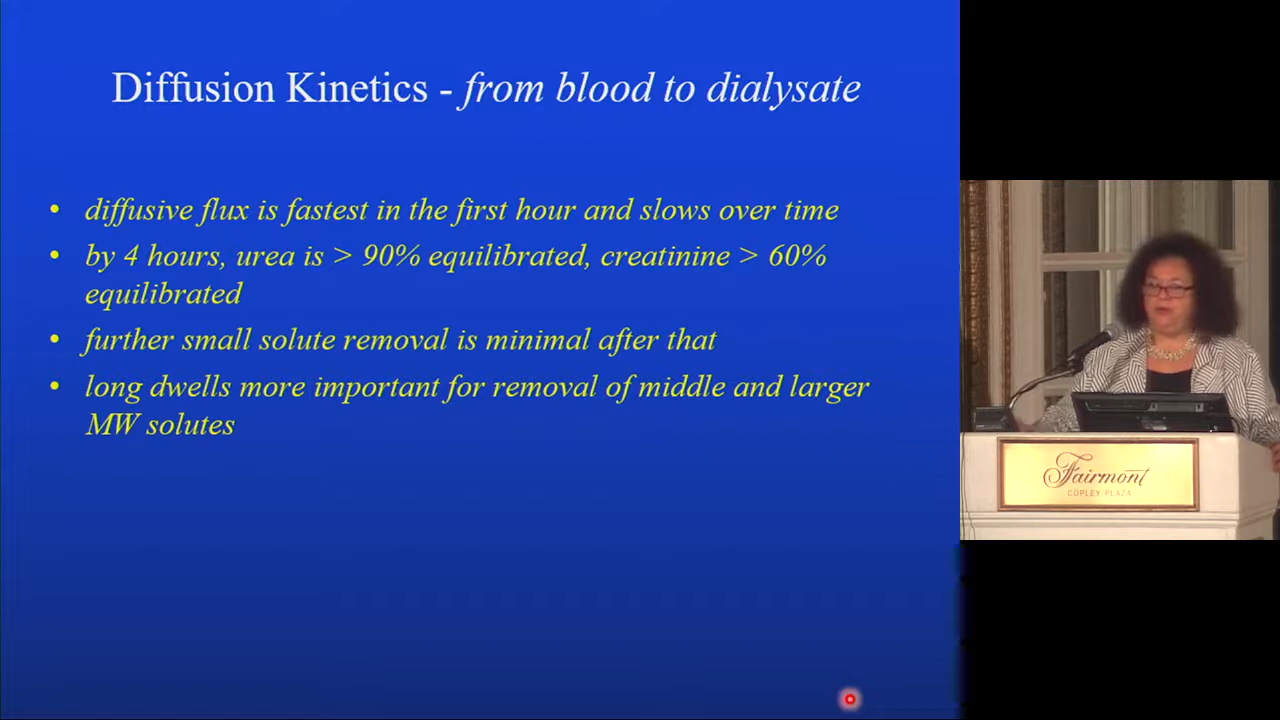 Diffusion Kinetics - from blood to dialysate
• diffusive flux is fastest in the first hour and slows over time
• by 4 hours, urea is > 90% equilibrated, creatinine > 60%
equilibrated
• further small solute removal is minimal after that
• long dwells more important for removal of middle and larger
MW solutes
Fairmont
COPLEY PLAZA